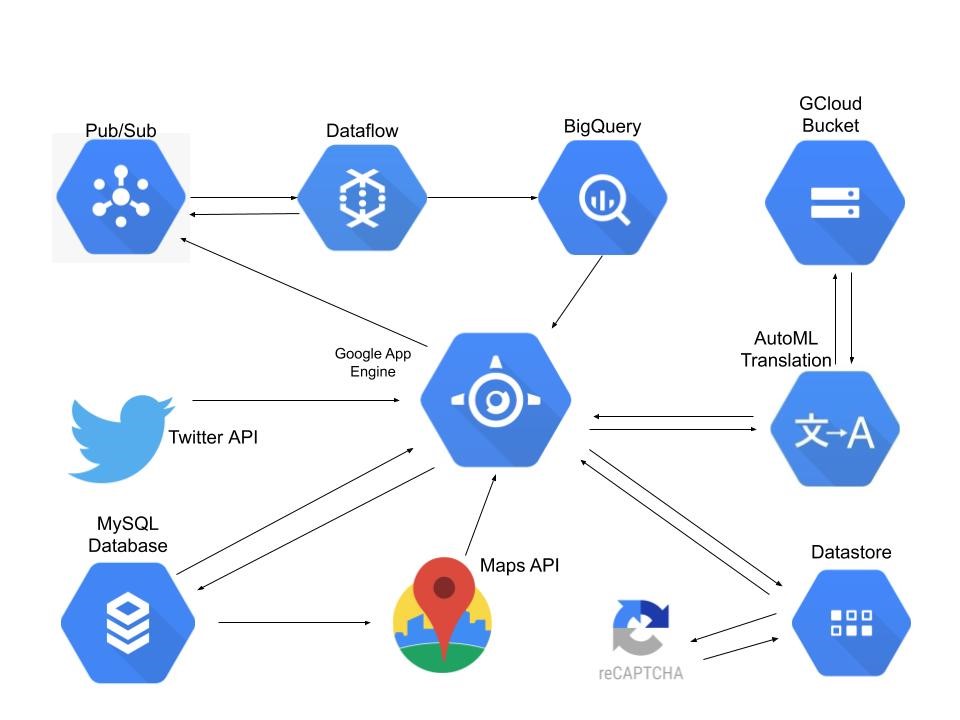 Pub/Sub
Dataflow
BigQuery
GCloud
Bucket
Google App
Engine
AutoML
Translation
文→A
Twitter API
MySQL
Database
Maps API
Datastore
reCAPTCHA